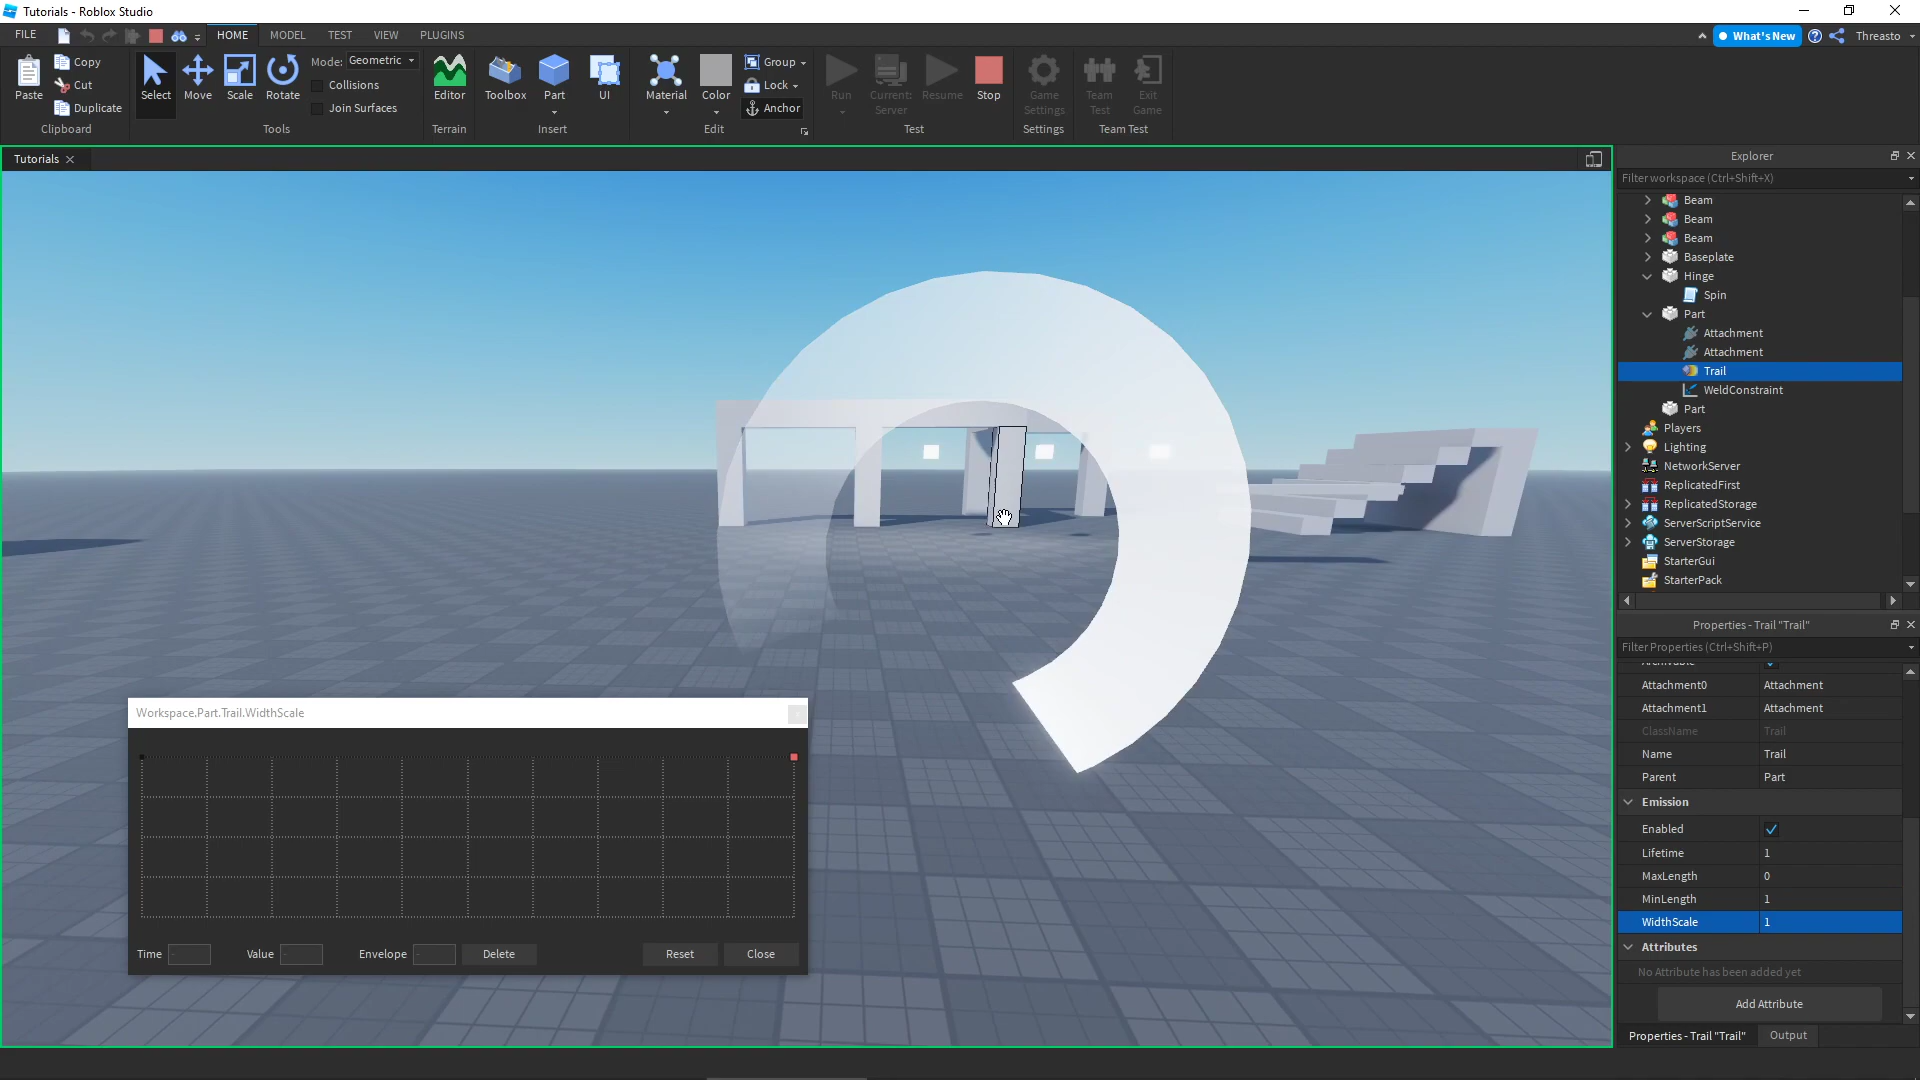 Tutorials - Roblox Studio
FILE HOME MODEL TEST VIEW PLUGINS What's New Threasto
Paste Copy Cut Duplicate Clipboard
Select Move Scale Rotate Mode: Geometric Collisions Join Surfaces Tools
Editor Terrain
Toolbox Part UI Insert
Material Color Group Lock Anchor Edit
Run Current: Server Resume Stop Test
Game Settings Settings
Team Test Exit Game Team Test
Tutorials
Explorer
Filter workspace (Ctrl+Shift+X)
Beam
Beam
Beam
Baseplate
Hinge
Spin
Part
Attachment
Attachment
Trail
WeldConstraint
Part
Players
Lighting
NetworkServer
ReplicatedFirst
ReplicatedStorage
ServerScriptService
ServerStorage
StarterGui
StarterPack
Properties - Trail "Trail"
Filter Properties (Ctrl+Shift+P)
Archivable
Attachment0 Attachment
Attachment1 Attachment
ClassName Trail
Name Trail
Parent Part
Emission
Enabled
Lifetime 1
MaxLength 0
MinLength 1
WidthScale 1
Attributes
No Attribute has been added yet
Add Attribute
Properties - Trail "Trail" Output
Workspace.Part.Trail.WidthScale
Time - Value - Envelope - Delete Reset Close